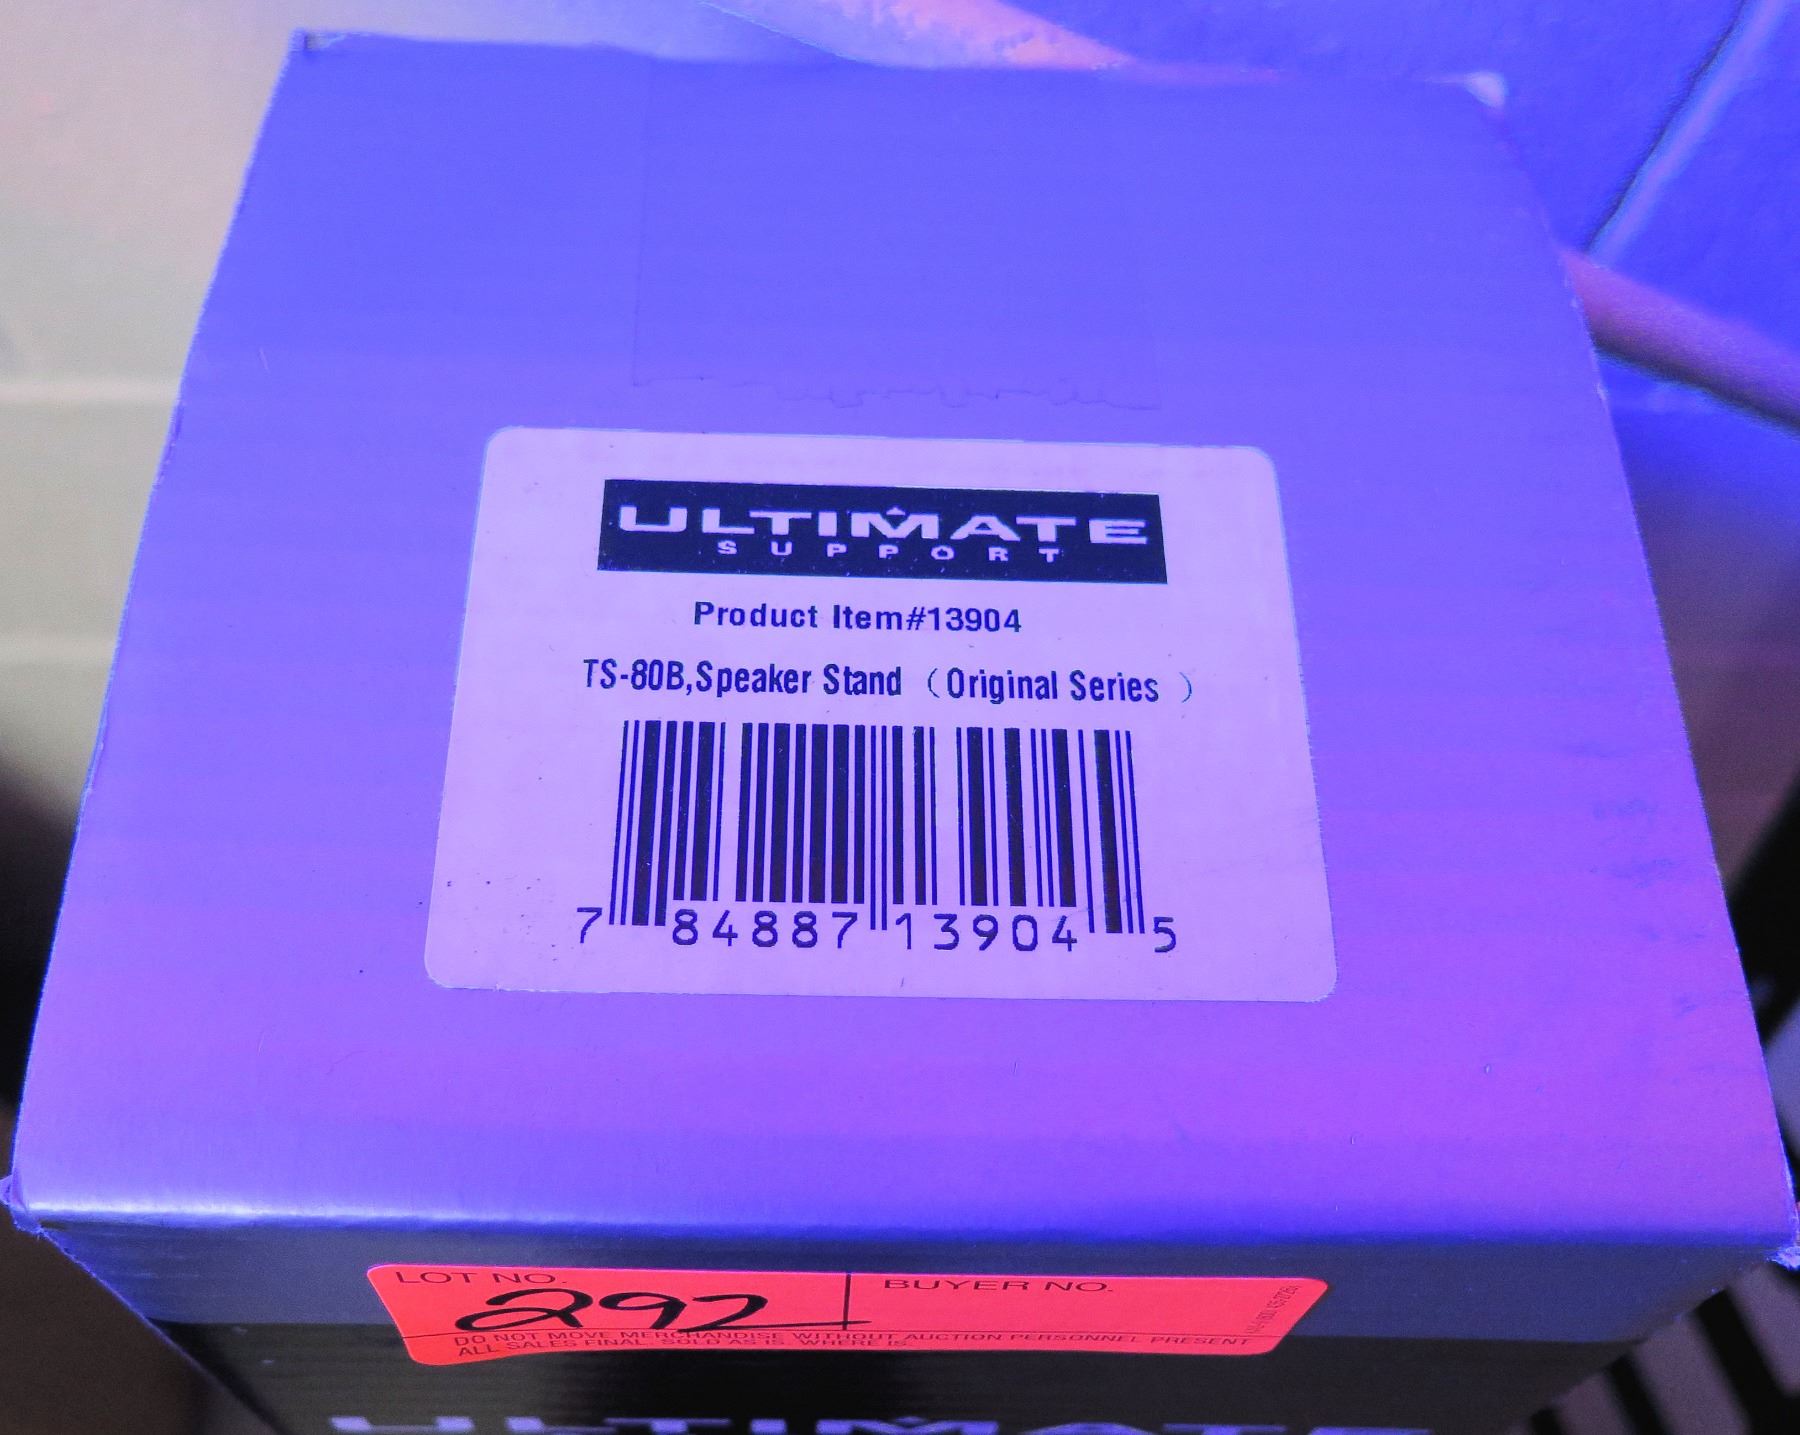 ULTIMATE
SUPPORT
Product Item#13904
TS-80B,Speaker Stand (Original Series )
7 84887 13904 5
LOT NO. BUYER NO.
292
DO NOT MOVE MERCHANDISE WITHOUT AUCTION PERSONNEL PRESENT
ALL SALES FINAL. SOLD AS IS. WHERE IS.
ULTIMATE